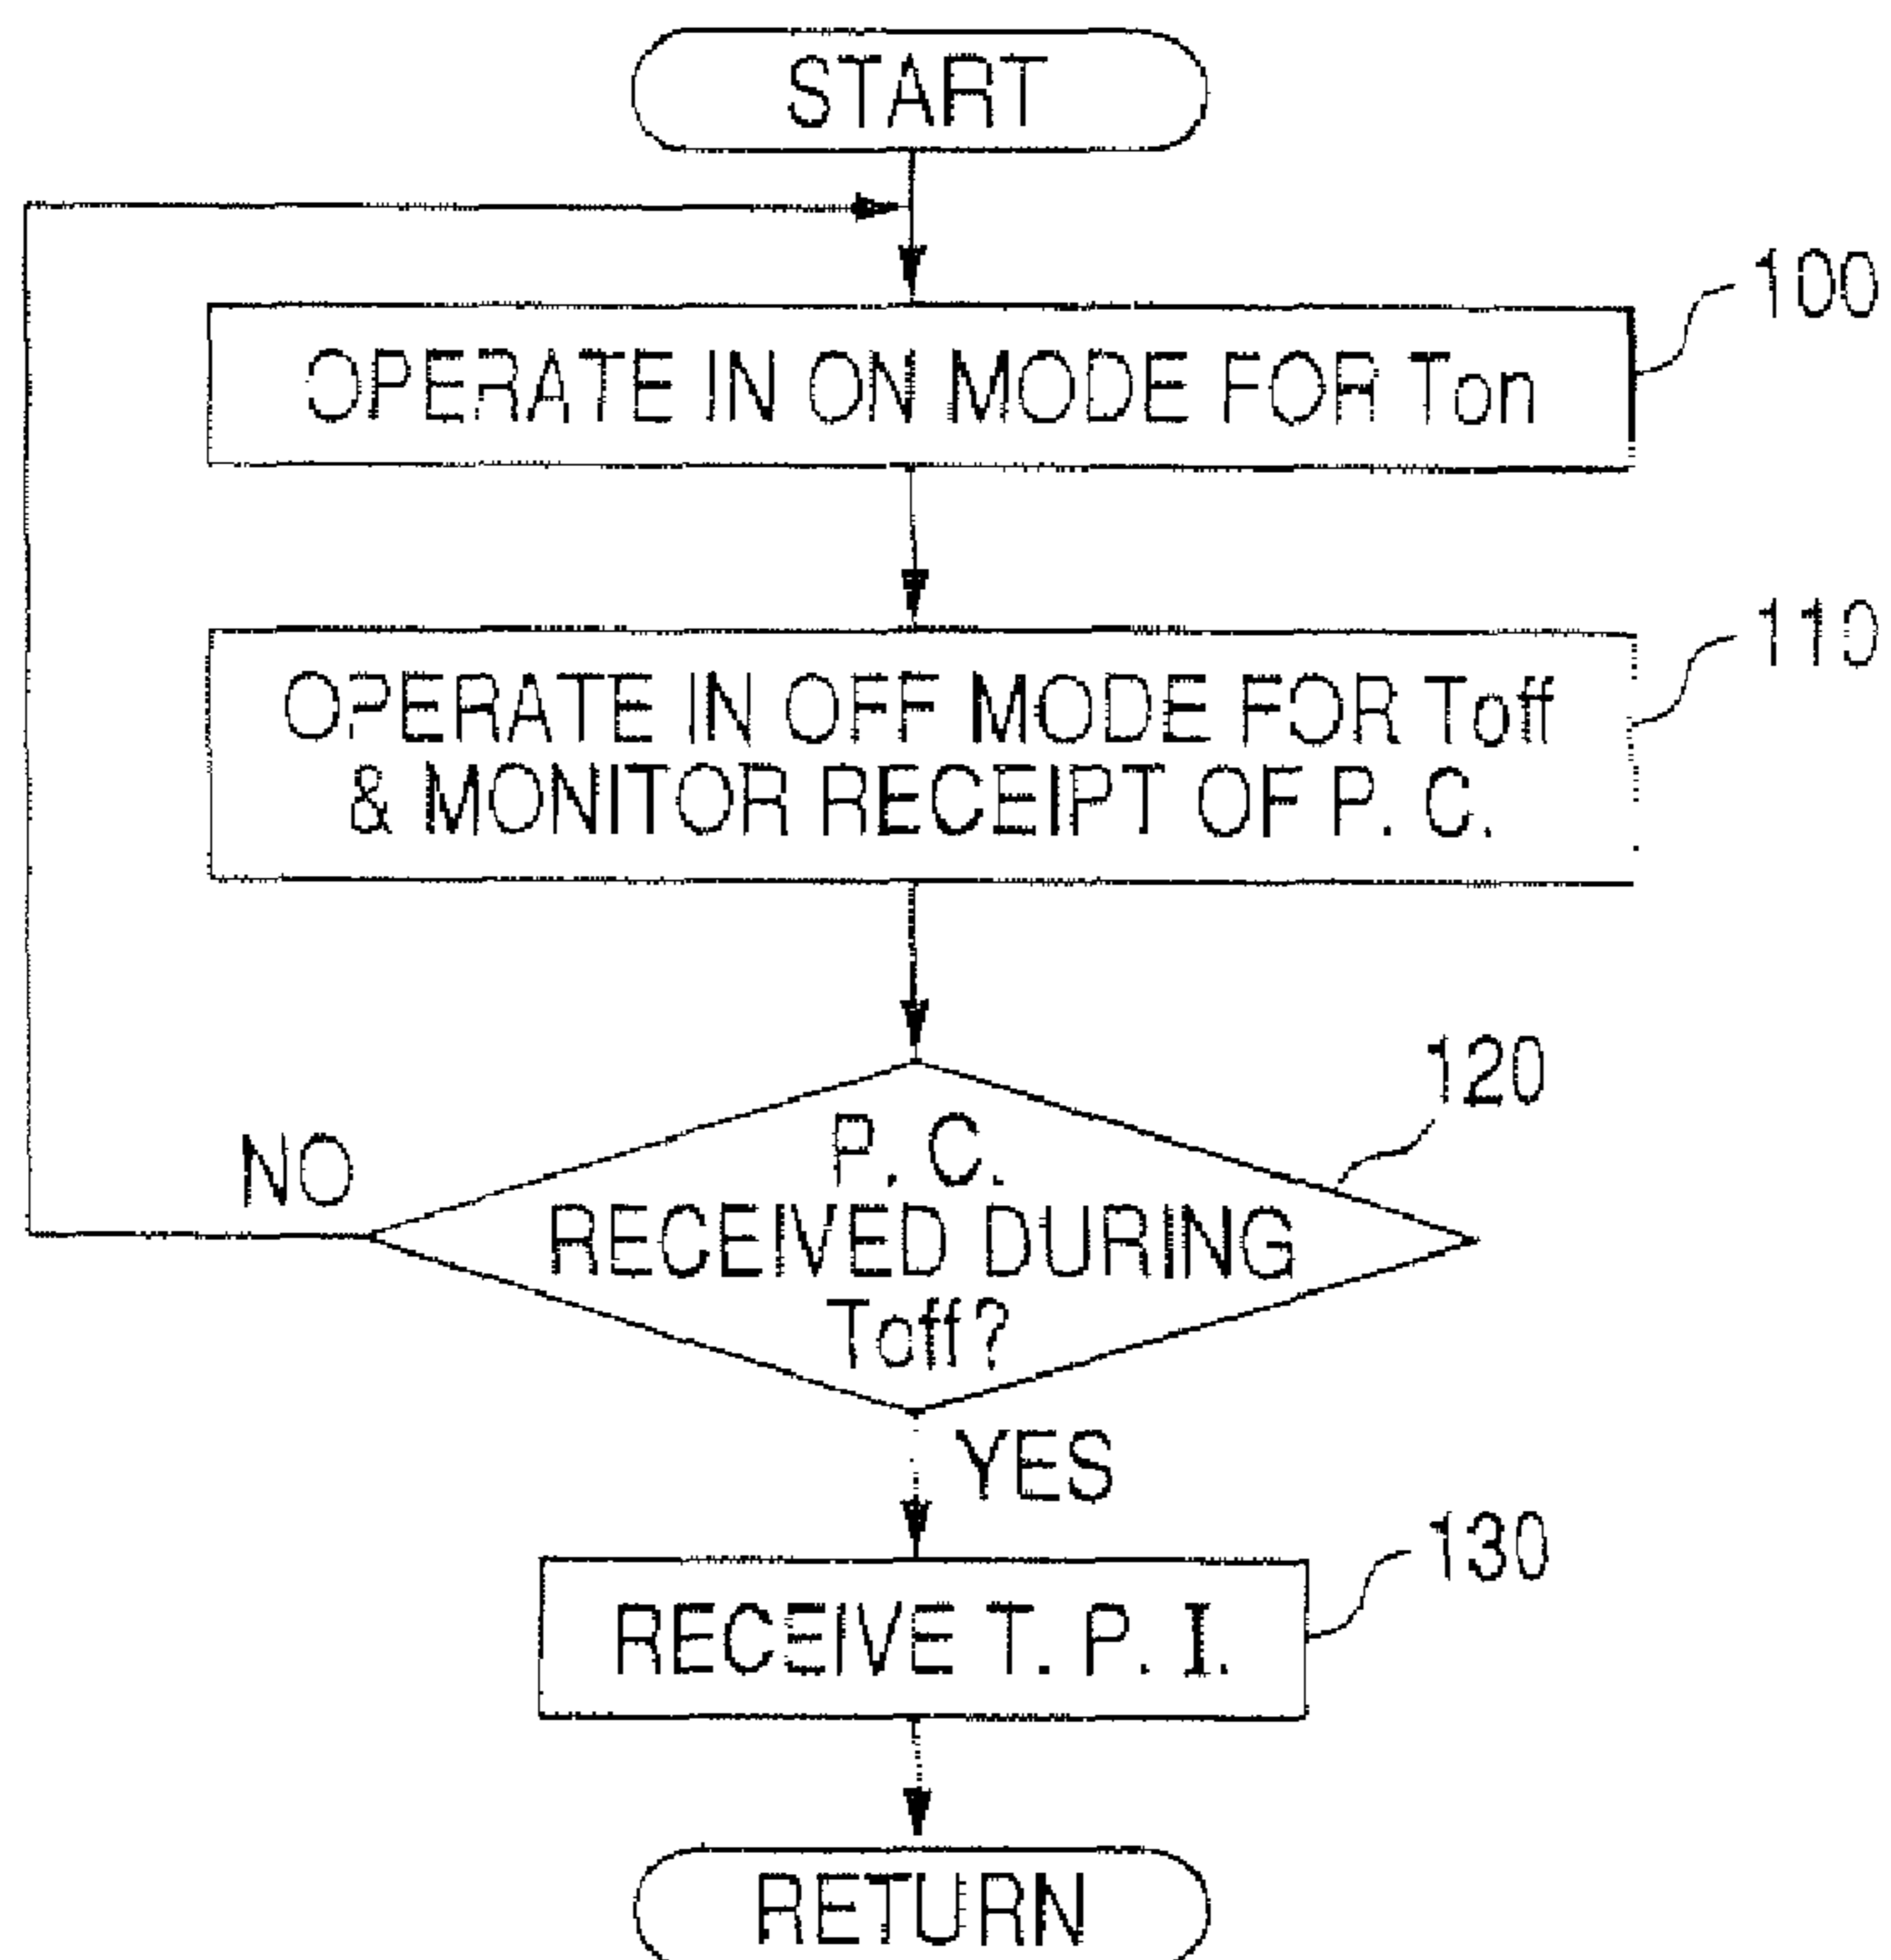 START
100
OPERATE IN ON MODE FOR Ton
110
OPERATE IN OFF MODE FOR Toff
& MONITOR RECEIPT OF P. C.
120
NO
P. C.
RECEIVED DURING
Toff?
YES
130
RECEIVE T. P. I.
RETURN